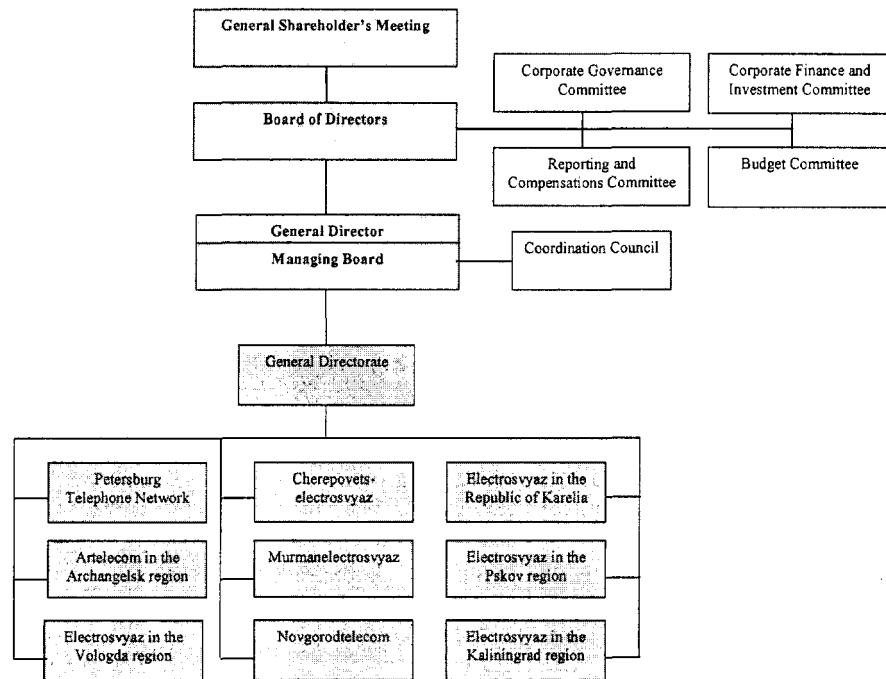 General Shareholder's Meeting
Corporate Governance
Committee
Corporate Finance and
Investment Committee
Board of Directors
Reporting and
Compensations Committee
Budget Committee
General Director
Managing Board
Coordination Council
General Directorate
Petersburg
Telephone Network
Cherepovets-
electrosvyaz
Electrosvyaz in the
Republic of Karelia
Artelecom in the
Archangelsk region
Murmanelectrosvyaz
Electrosvyaz in the
Pskov region
Electrosvyaz in the
Vologda region
Novgorodtelecom
Electrosvyaz in the
Kaliningrad region